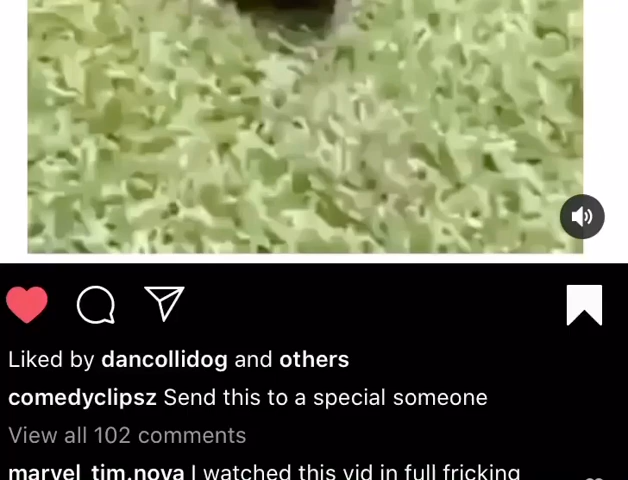 Liked by dancollidog and others
comedyclipsz Send this to a special someone
View all 102 comments
marvel_tim.nova I watched this vid in full fricking